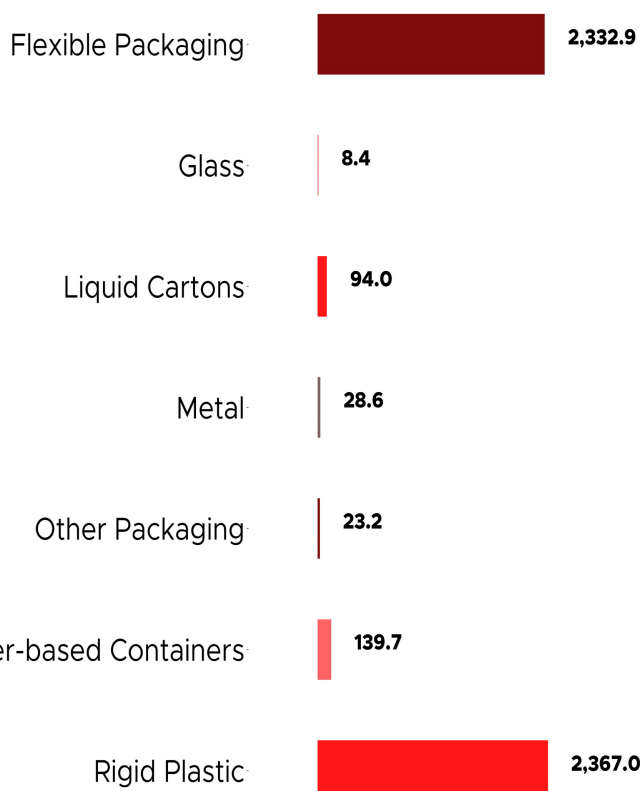 Flexible Packaging 2,332.9
Glass 8.4
Liquid Cartons 94.0
Metal 28.6
Other Packaging 23.2
er-based Containers 139.7
Rigid Plastic 2,367.0